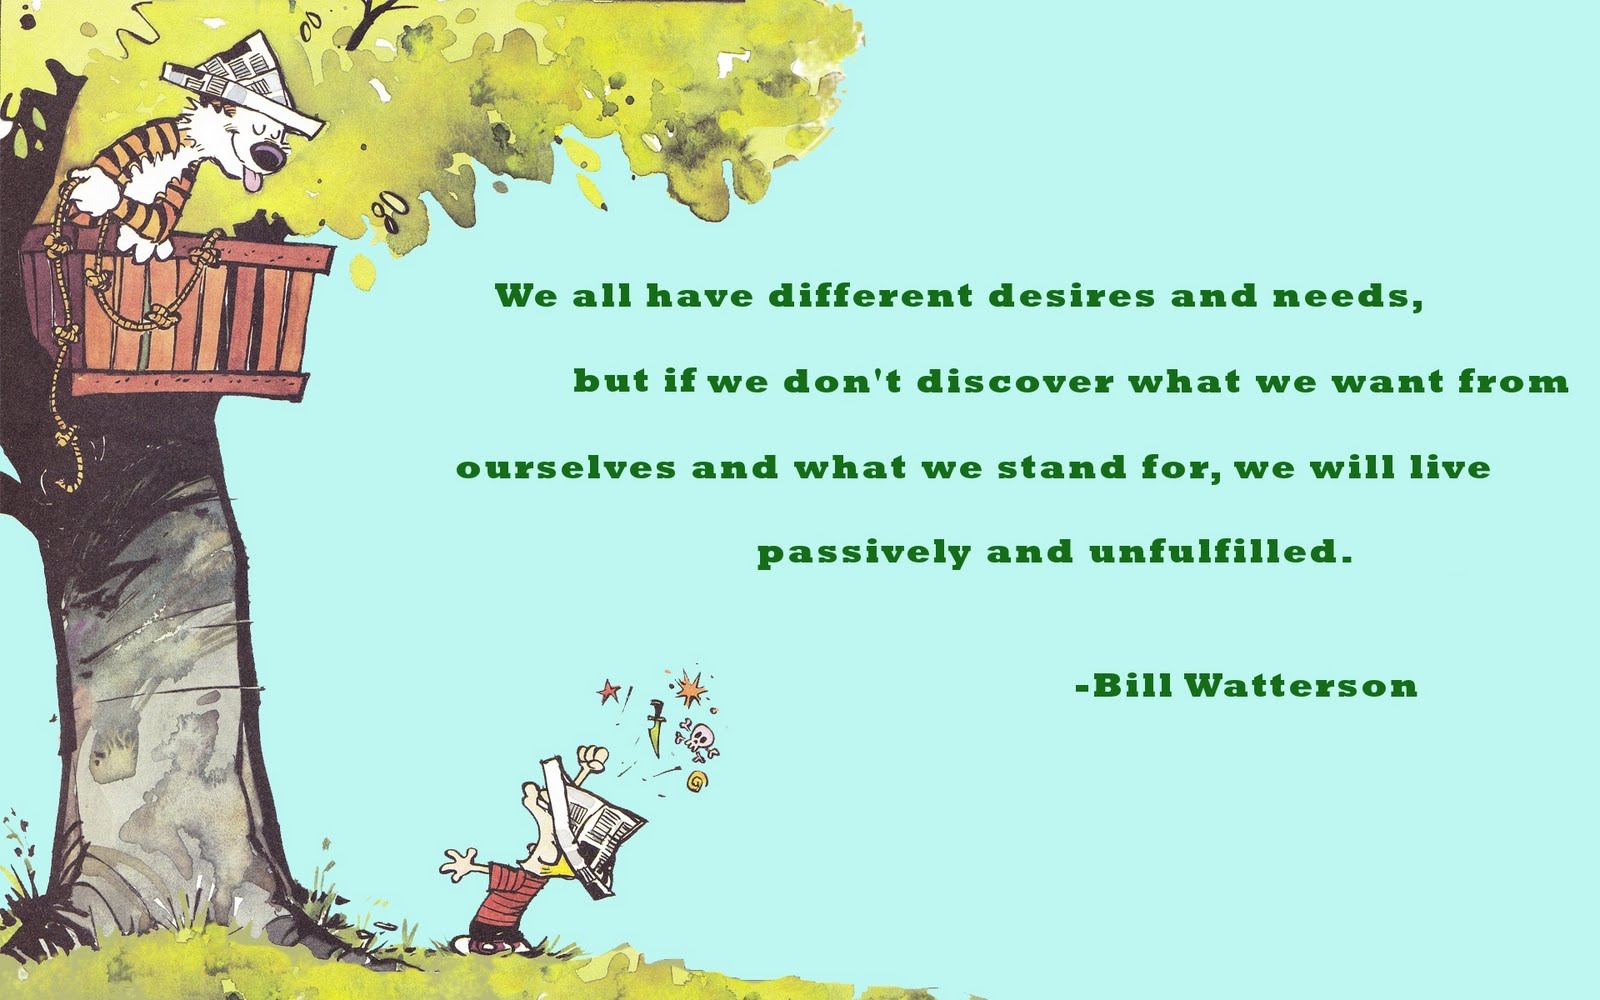 We all have different desires and needs,
but if we don't discover what we want from
ourselves and what we stand for, we will live
passively and unfulfilled.
-Bill Watterson